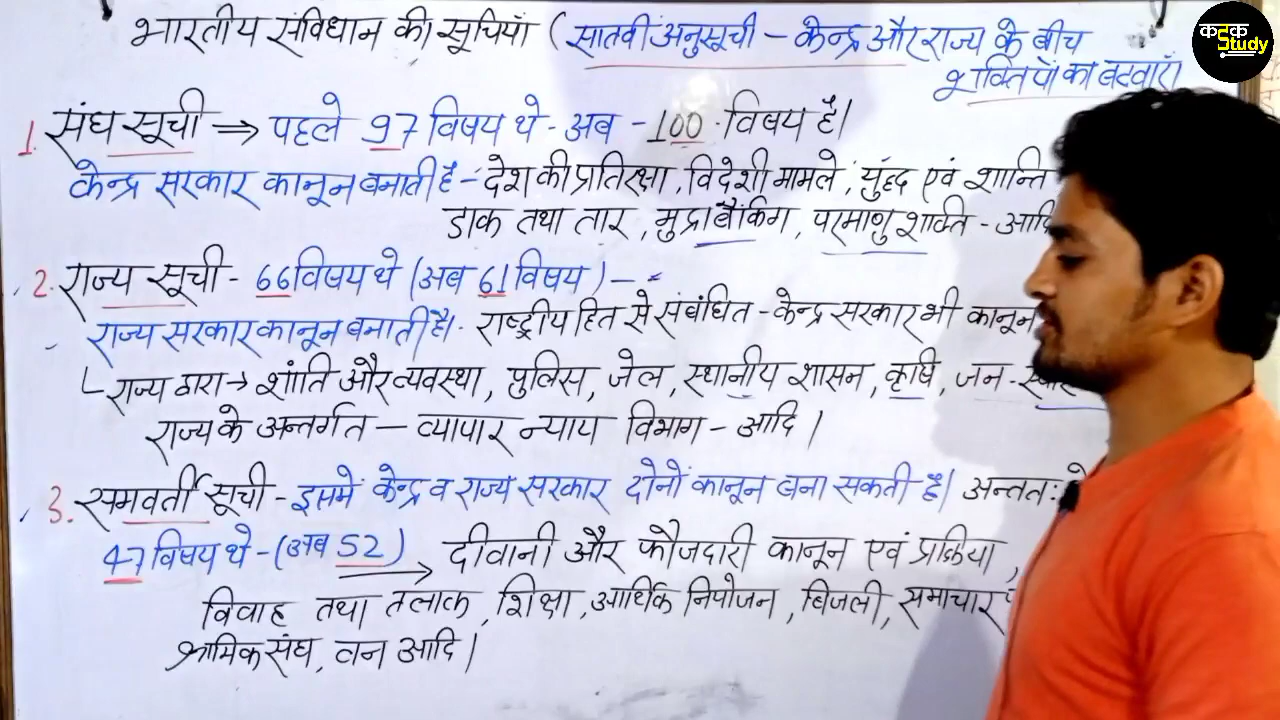 भारतीय संविधान की सूचियाँ (सातवीं अनुसूची - केन्द्र और राज्य के बीच
शक्तियों का बटवारा)
कदक Study
1. संघ सूची ⇒ पहले 97 विषय थे - अब - 100 विषय है।
केन्द्र सरकार कानून बनाती है - देश की प्रतिरक्षा, विदेशी मामले, युद्ध एवं शान्ति
डाक तथा तार, मुद्रा बैंकिंग, परमाणु शक्ति - आदि
2. राज्य सूची - 66 विषय थे (अब 61 विषय) -
राज्य सरकार कानून बनाती है। राष्ट्रीय हित से संबंधित - केन्द्र सरकार भी कानून
राज्य द्वारा → शांति और व्यवस्था, पुलिस, जेल, स्थानीय शासन, कृषि, जन -
राज्य के अन्तर्गत - व्यापार न्याय विभाग - आदि।
3. समवर्ती सूची - इसमे केन्द्र व राज्य सरकार दोनों कानून बना सकती है। अन्ततः
47 विषय थे - (अब 52) → दीवानी और फौजदारी कानून एवं प्रक्रिया,
विवाह तथा तलाक, शिक्षा, आर्थिक नियोजन, बिजली, समाचार
श्रमिक संघ, वन आदि।